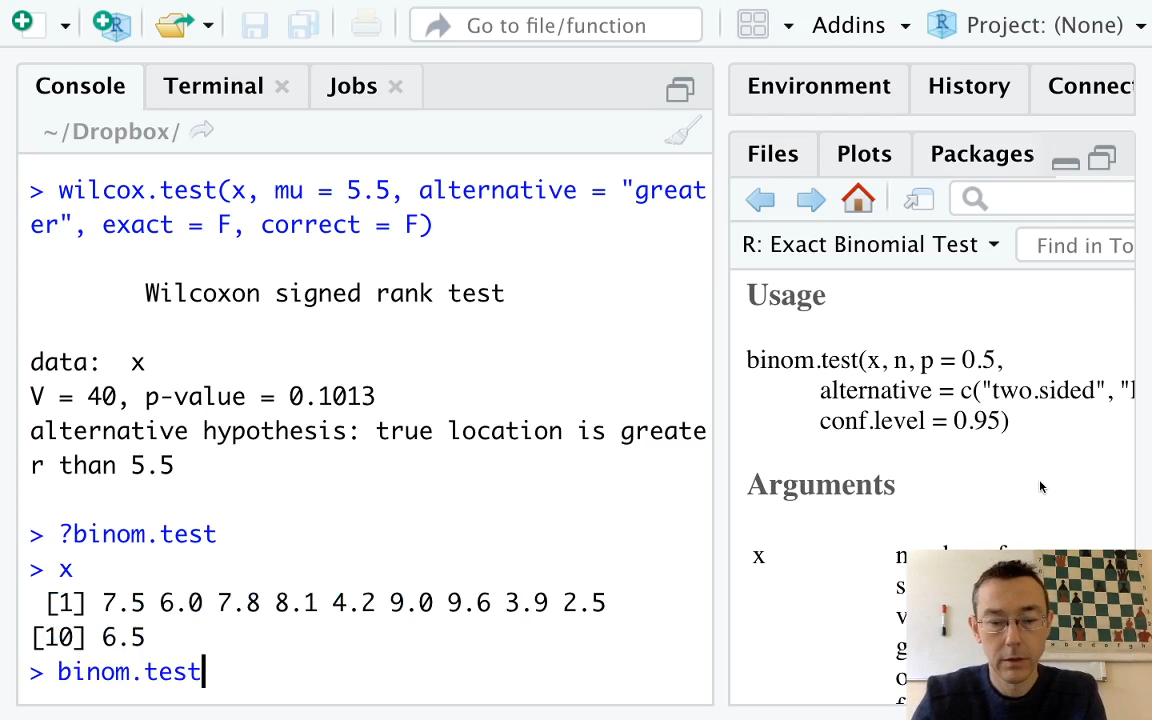 Go to file/function
Addins
Project: (None)
Console
Terminal
Jobs
~/Dropbox/
> wilcox.test(x, mu = 5.5, alternative = "great
er", exact = F, correct = F)
Wilcoxon signed rank test
data:  x
V = 40, p-value = 0.1013
alternative hypothesis: true location is greate
r than 5.5
> ?binom.test
> x
[1] 7.5 6.0 7.8 8.1 4.2 9.0 9.6 3.9 2.5
[10] 6.5
> binom.test
Environment
History
Connec
Files
Plots
Packages
R: Exact Binomial Test
Find in To
Usage
binom.test(x, n, p = 0.5,
alternative = c("two.sided", "
conf.level = 0.95)
Arguments
x